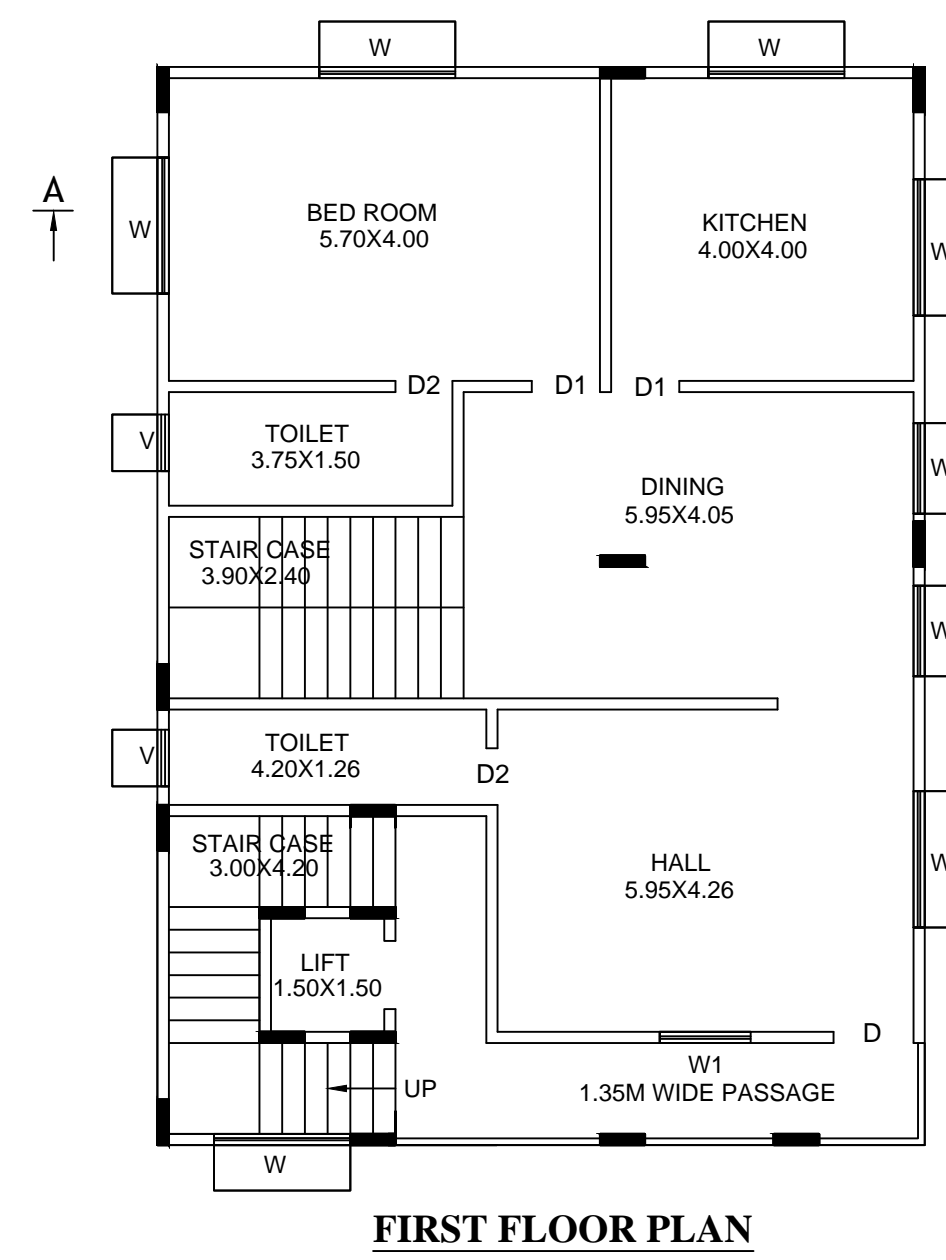 W
W
A
W
BED ROOM
5.70X4.00
KITCHEN
4.00X4.00
W
D2
D1
D1
V
TOILET
3.75X1.50
W
DINING
5.95X4.05
STAIR CASE
3.90X2.40
W
V
TOILET
4.20X1.26
D2
STAIR CASE
3.00X4.20
HALL
5.95X4.26
W
LIFT
1.50X1.50
D
W1
1.35M WIDE PASSAGE
UP
W
FIRST FLOOR PLAN